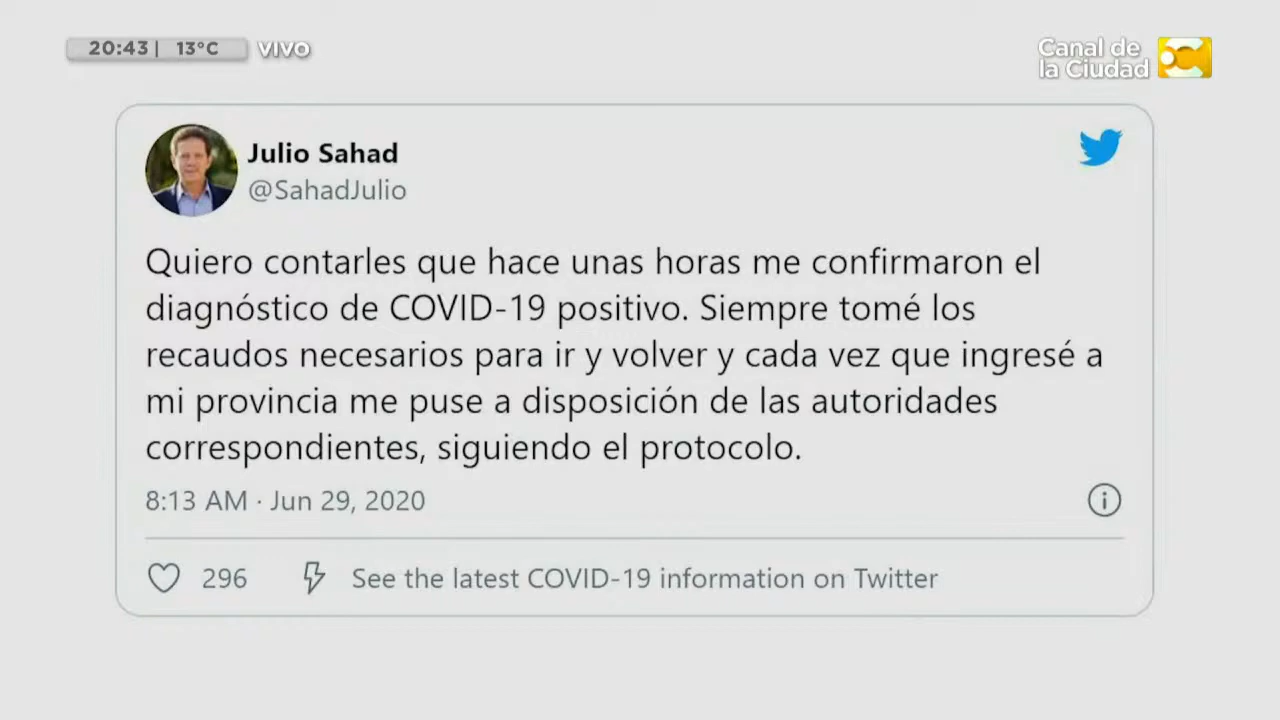 20:43 | 13°C VIVO
Canal de
la Ciudad
Julio Sahad
@SahadJulio
Quiero contarles que hace unas horas me confirmaron el
diagnóstico de COVID-19 positivo. Siempre tomé los
recaudos necesarios para ir y volver y cada vez que ingresé a
mi provincia me puse a disposición de las autoridades
correspondientes, siguiendo el protocolo.
8:13 AM · Jun 29, 2020
296 See the latest COVID-19 information on Twitter